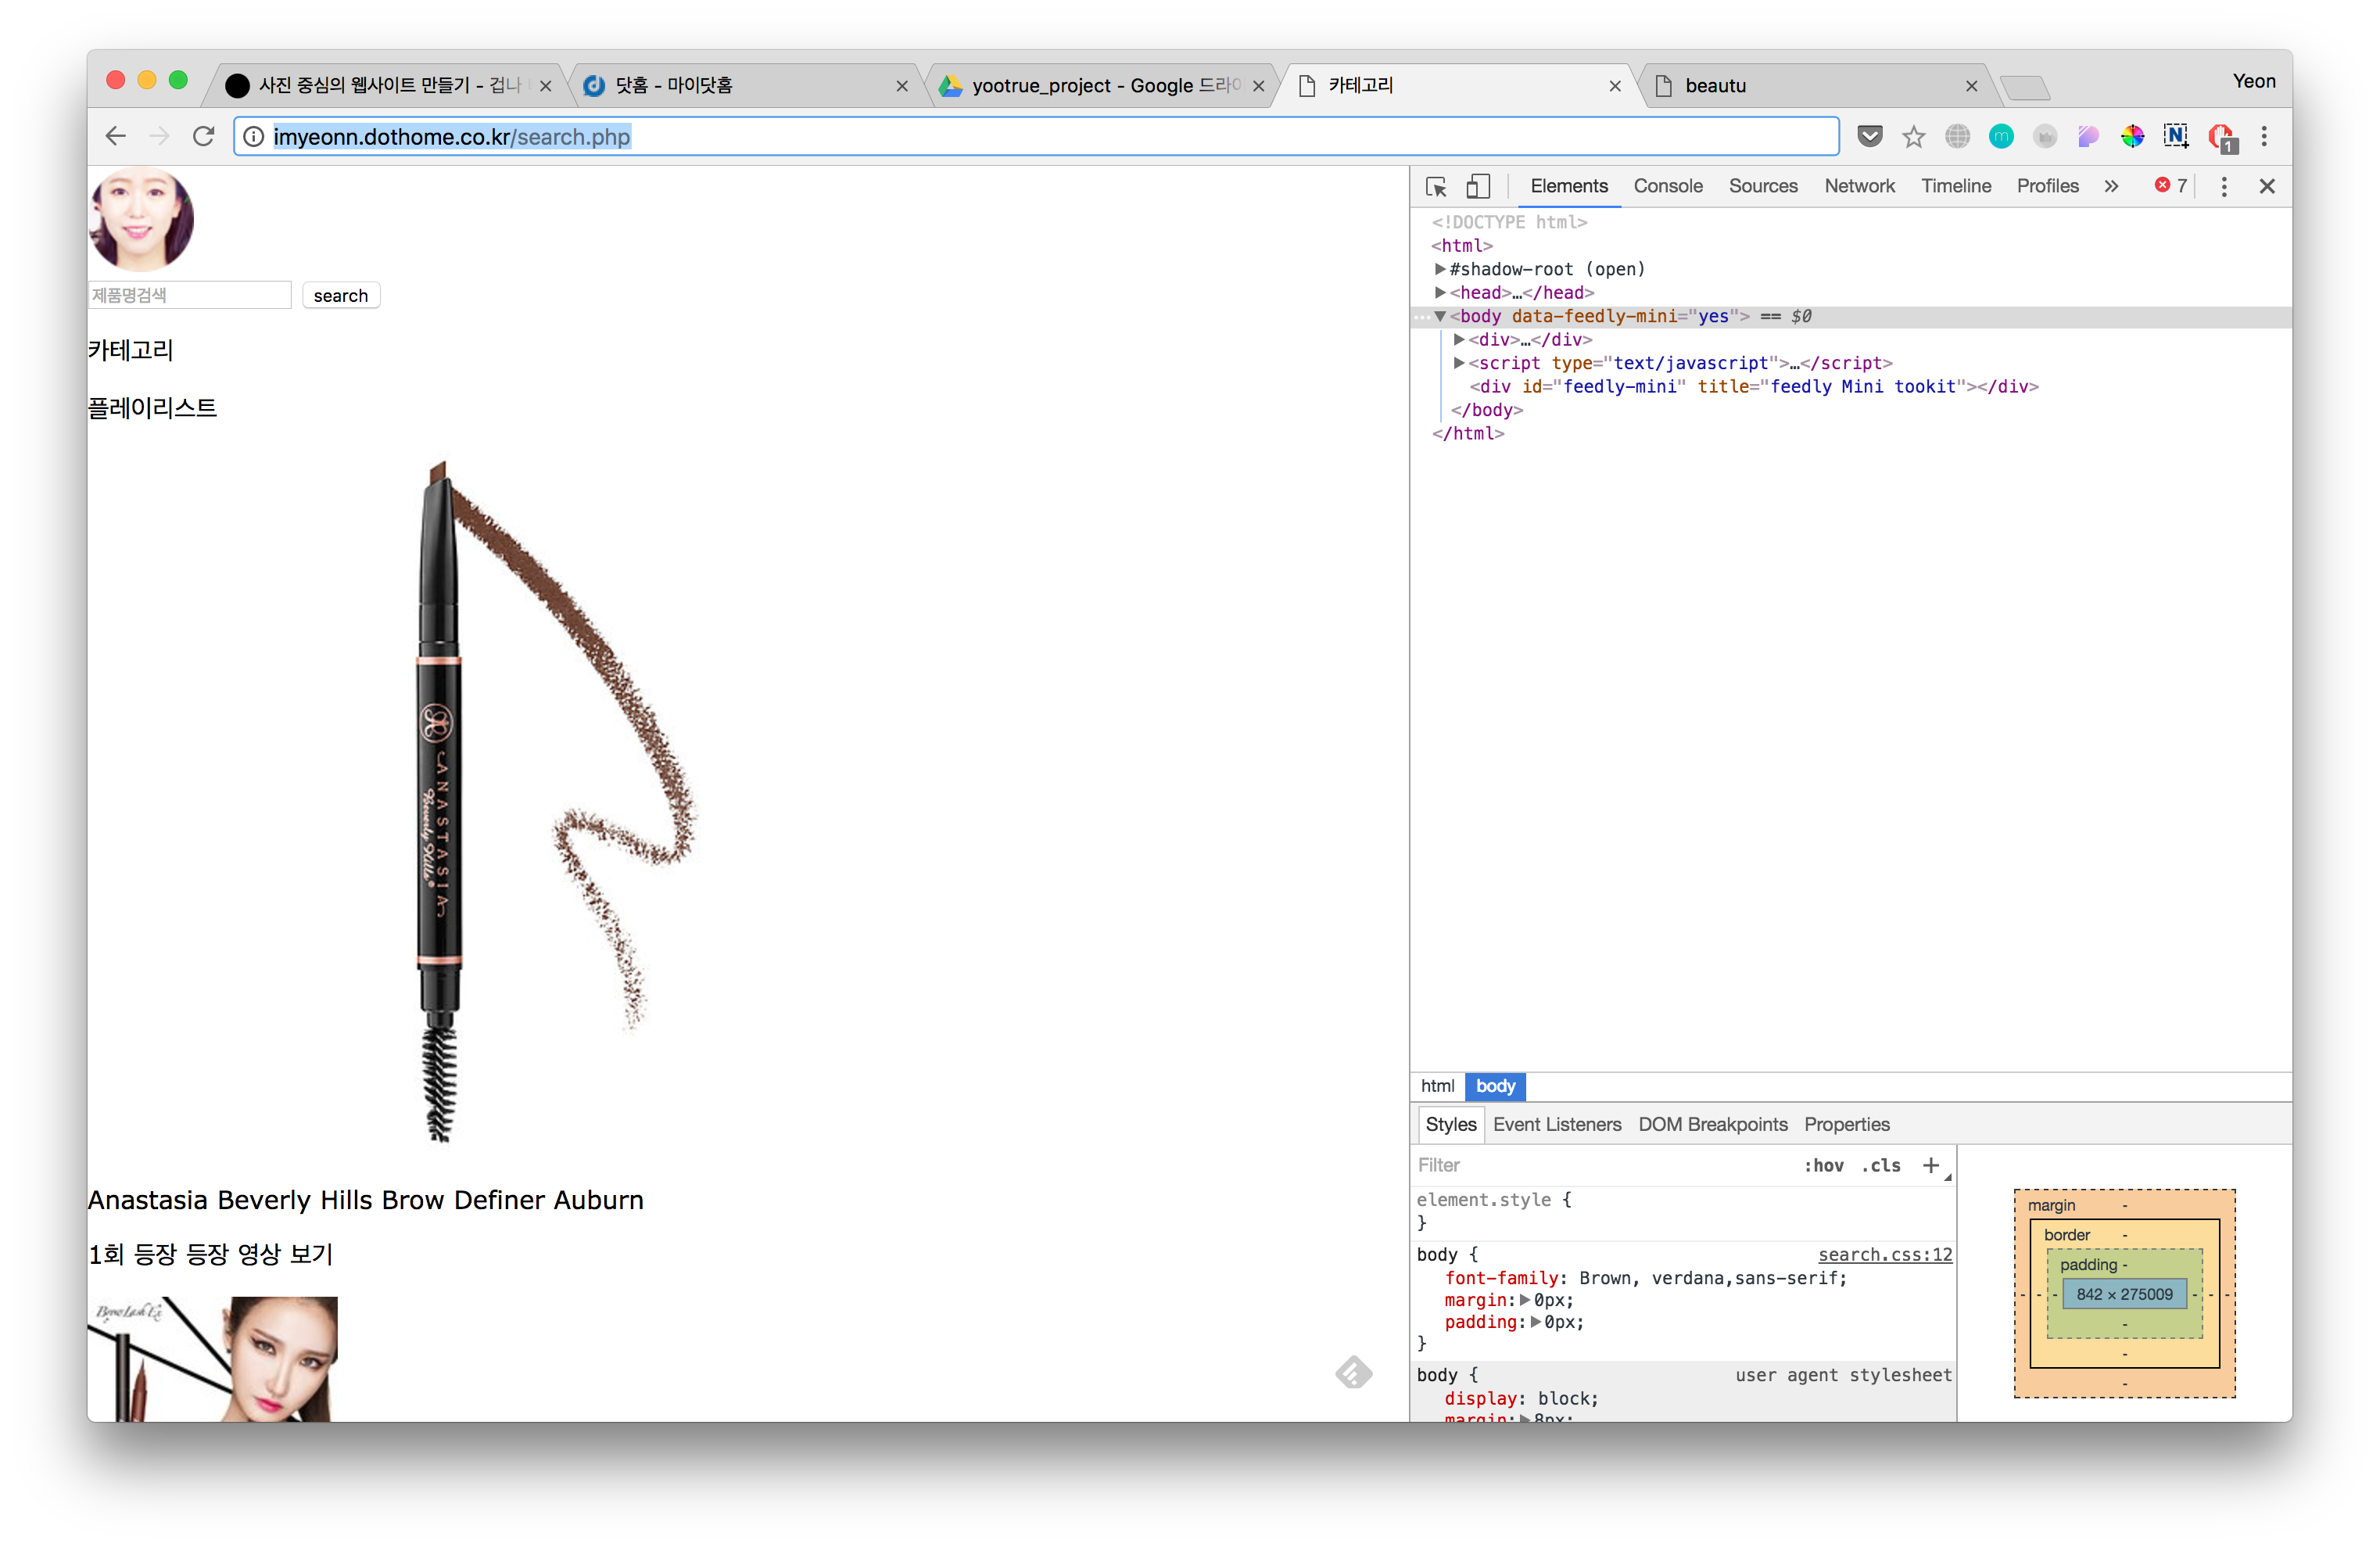 사진 중심의 웹사이트 만들기 - 겁나
닷홈 - 마이닷홈
yootrue_project - Google 드라이
카테고리
beautu
Yeon
imyeonn.dothome.co.kr/search.php
1
제품명검색
search
카테고리
플레이리스트
ANASTASIA
Beverly Hills®
Anastasia Beverly Hills Brow Definer Auburn
1회 등장 등장 영상 보기
Elements Console Sources Network Timeline Profiles » 7
<!DOCTYPE html>
<html>
#shadow-root (open)
<head>…</head>
<body data-feedly-mini="yes"> == $0
<div>…</div>
<script type="text/javascript">…</script>
<div id="feedly-mini" title="feedly Mini tookit"></div>
</body>
</html>
html body
Styles Event Listeners DOM Breakpoints Properties
Filter :hov .cls +
element.style {
}
body { search.css:12
font-family: Brown, verdana,sans-serif;
margin: 0px;
padding: 0px;
}
body { user agent stylesheet
display: block;
margin: 8px;
margin -
border -
padding -
- - - 842 × 275009 - - -
-
-
-